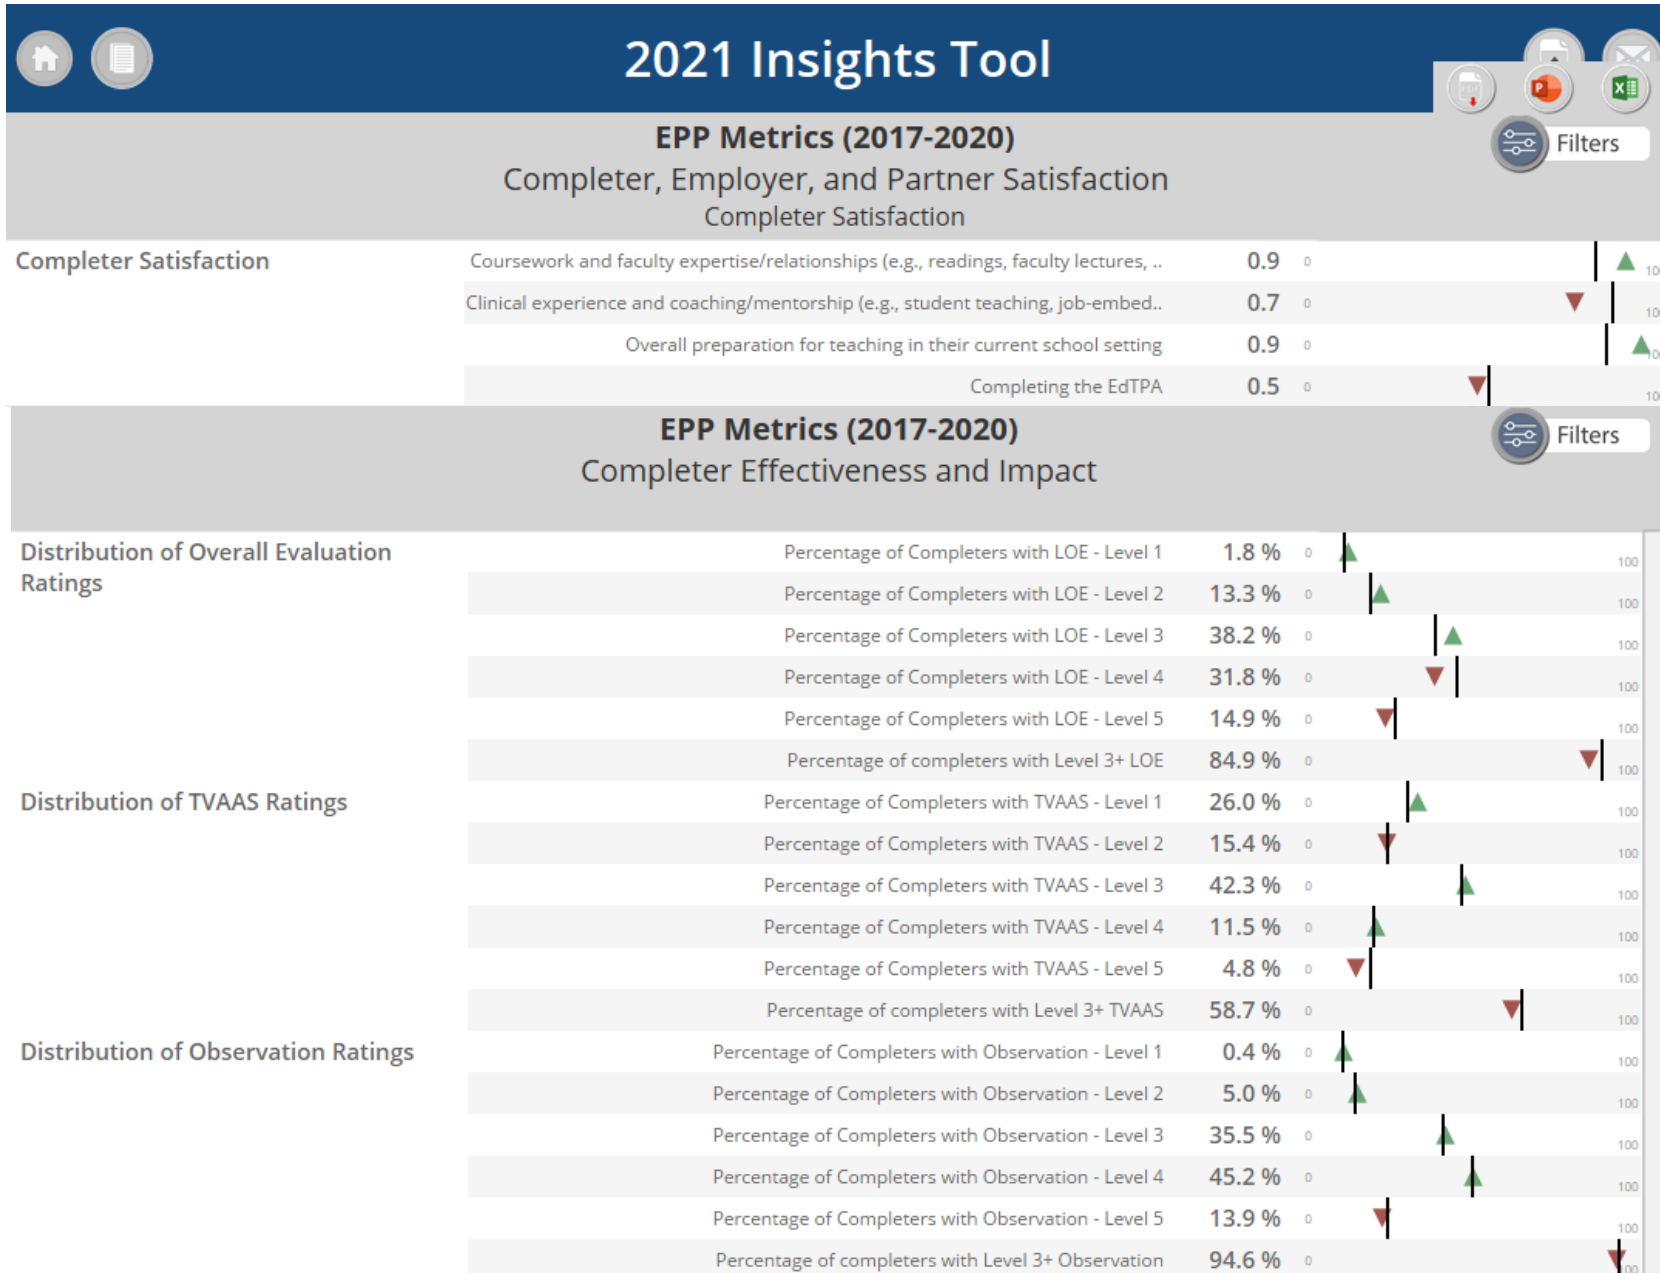 2021 Insights Tool
EPP Metrics (2017-2020)
Filters
Completer, Employer, and Partner Satisfaction
Completer Satisfaction
Completer Satisfaction
Coursework and faculty expertise/relationships (e.g., readings, faculty lectures, .. 0.9 0 10
Clinical experience and coaching/mentorship (e.g., student teaching, job-embed.. 0.7 0 10
Overall preparation for teaching in their current school setting 0.9 0
Completing the EdTPA 0.5 0 10
EPP Metrics (2017-2020)
Filters
Completer Effectiveness and Impact
Distribution of Overall Evaluation
Ratings
Percentage of Completers with LOE - Level 1 1.8 % 0 100
Percentage of Completers with LOE - Level 2 13.3 % 0 100
Percentage of Completers with LOE - Level 3 38.2 % 0 100
Percentage of Completers with LOE - Level 4 31.8 % 0 100
Percentage of Completers with LOE - Level 5 14.9 % 0 100
Percentage of completers with Level 3+ LOE 84.9 % 0 100
Distribution of TVAAS Ratings
Percentage of Completers with TVAAS - Level 1 26.0 % 0 100
Percentage of Completers with TVAAS - Level 2 15.4 % 0 100
Percentage of Completers with TVAAS - Level 3 42.3 % 0 100
Percentage of Completers with TVAAS - Level 4 11.5 % 0 100
Percentage of Completers with TVAAS - Level 5 4.8 % 0 100
Percentage of completers with Level 3+ TVAAS 58.7 % 0 100
Distribution of Observation Ratings
Percentage of Completers with Observation - Level 1 0.4 % 0 100
Percentage of Completers with Observation - Level 2 5.0 % 0 100
Percentage of Completers with Observation - Level 3 35.5 % 0 100
Percentage of Completers with Observation - Level 4 45.2 % 0 100
Percentage of Completers with Observation - Level 5 13.9 % 0 100
Percentage of completers with Level 3+ Observation 94.6 % 0